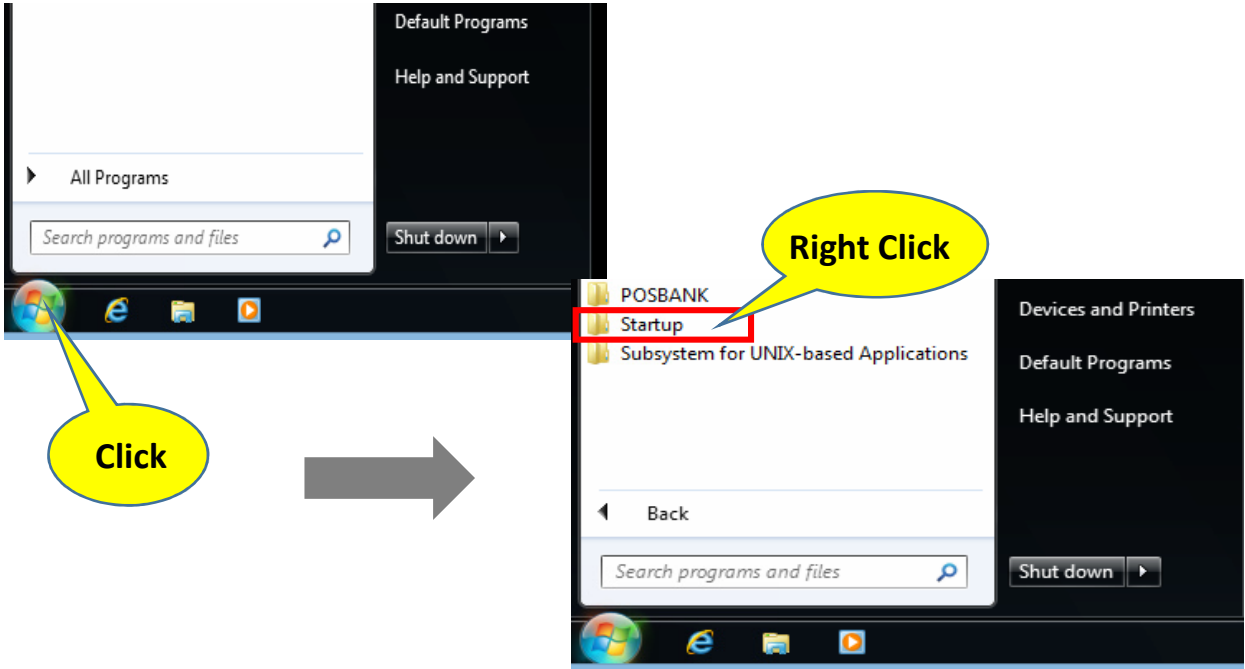 Default Programs
Help and Support
All Programs
Search programs and files
Shut down
Click
Right Click
POSBANK
Startup
Subsystem for UNIX-based Applications
Devices and Printers
Default Programs
Help and Support
Back
Search programs and files
Shut down